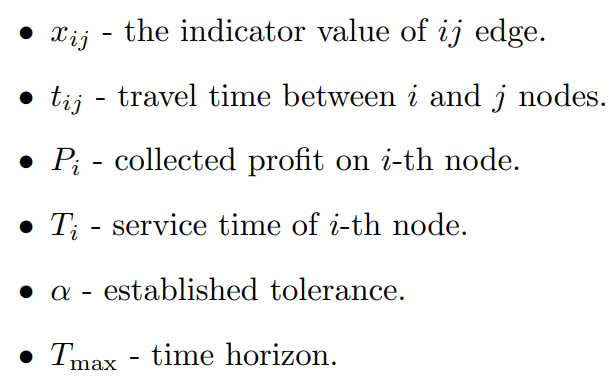 • x_{ij} - the indicator value of ij edge.
• t_{ij} - travel time between i and j nodes.
• P_i - collected profit on i-th node.
• T_i - service time of i-th node.
• α - established tolerance.
• T_{max} - time horizon.